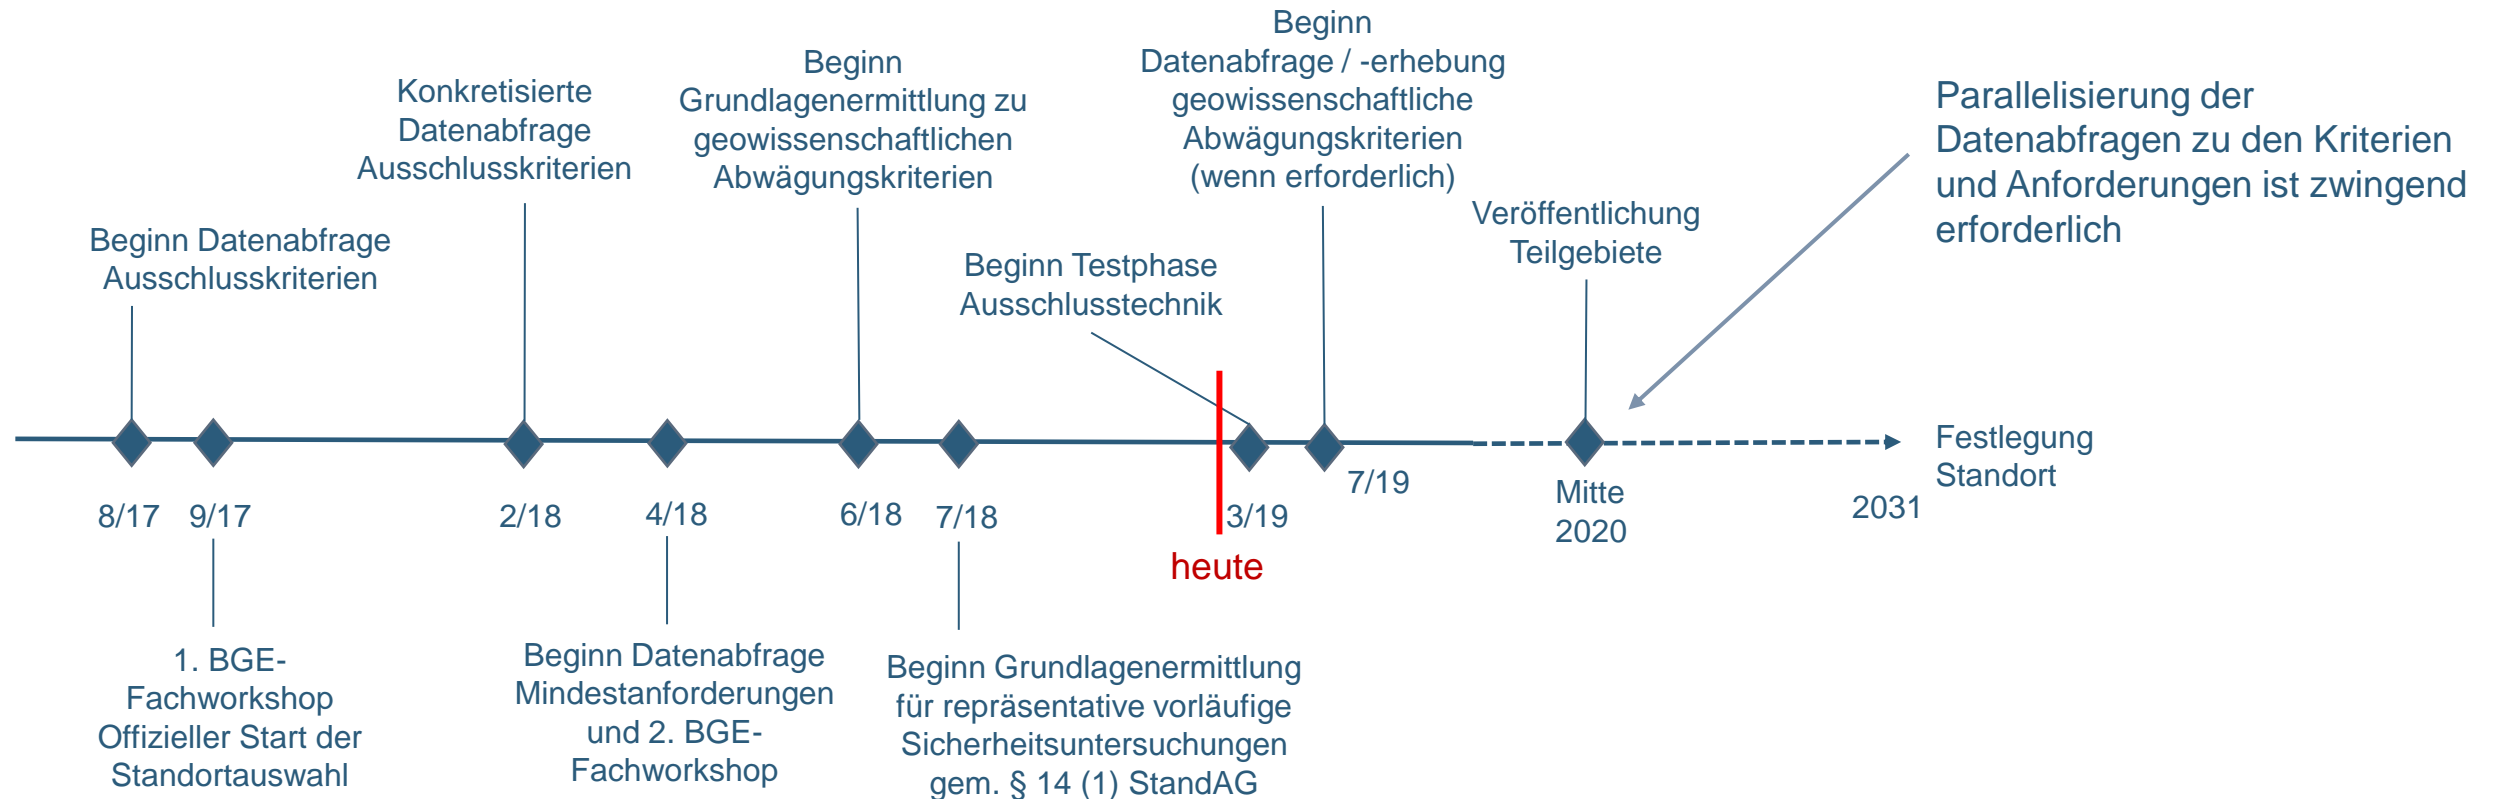 Beginn Datenabfrage
Ausschlusskriterien
Konkretisierte
Datenabfrage
Ausschlusskriterien
Beginn
Grundlagenermittlung zu
geowissenschaftlichen
Abwägungskriterien
Beginn Testphase
Ausschlusstechnik
Beginn
Datenabfrage / -erhebung
geowissenschaftliche
Abwägungskriterien
(wenn erforderlich)
Veröffentlichung
Teilgebiete
Parallelisierung der
Datenabfragen zu den Kriterien
und Anforderungen ist zwingend
erforderlich
8/17
9/17
2/18
4/18
6/18
7/18
3/19
7/19
Mitte
2020
2031
Festlegung
Standort
heute
1. BGE-
Fachworkshop
Offizieller Start der
Standortauswahl
Beginn Datenabfrage
Mindestanforderungen
und 2. BGE-
Fachworkshop
Beginn Grundlagenermittlung
für repräsentative vorläufige
Sicherheitsuntersuchungen
gem. § 14 (1) StandAG